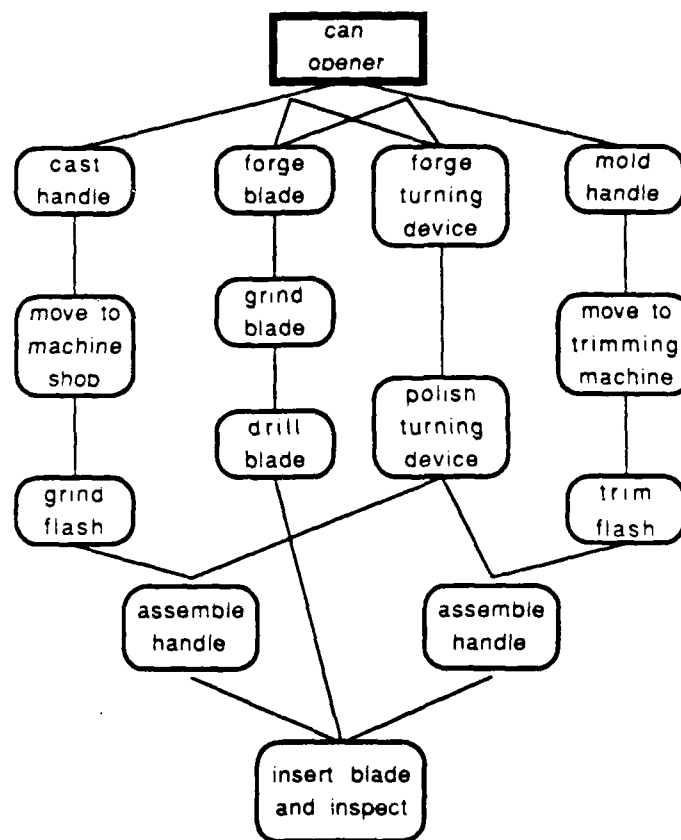 can
opener
cast
handle
forge
blade
forge
turning
device
mold
handle
move to
machine
shop
grind
blade
move to
trimming
machine
drill
blade
polish
turning
device
grind
flash
trim
flash
assemble
handle
assemble
handle
insert blade
and inspect